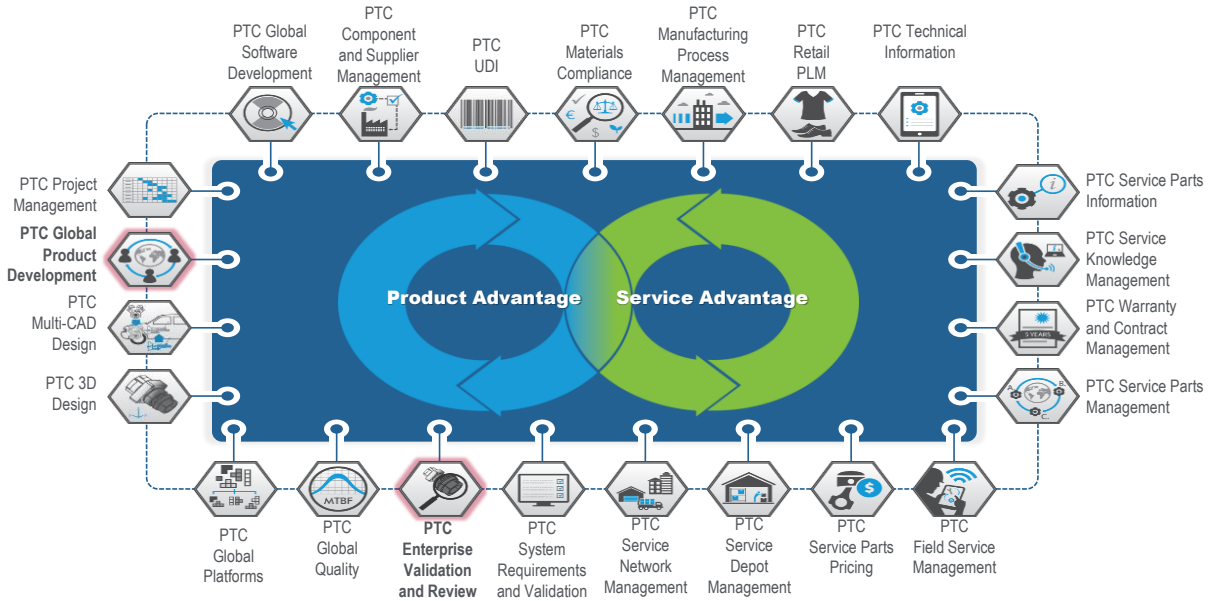 PTC Global
Software
Development
PTC
Component
and Supplier
Management
PTC
UDI
PTC
Materials
Compliance
PTC
Manufacturing
Process
Management
PTC
Retail
PLM
PTC Technical
Information
€
$
PTC Project
Management
PTC Global
Product
Development
PTC
Multi-CAD
Design
PTC 3D
Design
Product Advantage
Service Advantage
i
PTC Service Parts
Information
PTC Service
Knowledge
Management
5 YEARS
PTC Warranty
and Contract
Management
A.
B.
C.
PTC Service Parts
Management
MTBF
$
PTC
Global
Platforms
PTC
Global
Quality
PTC
Enterprise
Validation
and Review
PTC
System
Requirements
and Validation
PTC
Service
Network
Management
PTC
Service
Depot
Management
PTC
Service Parts
Pricing
PTC
Field Service
Management